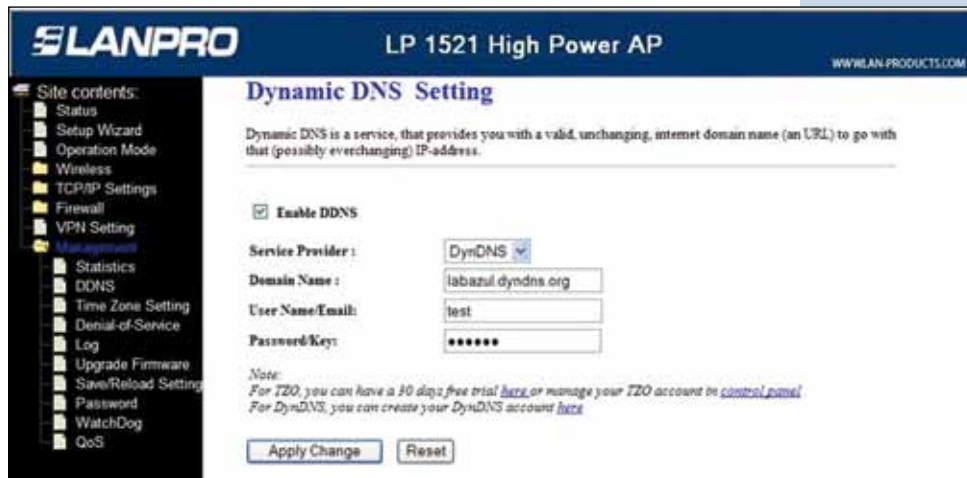 LANPRO
LP 1521 High Power AP
WWW.LAN-PRODUCTS.COM
Site contents:
Status
Setup Wizard
Operation Mode
Wireless
TCP/IP Settings
Firewall
VPN Setting
Management
Statistics
DDNS
Time Zone Setting
Denial-of-Service
Log
Upgrade Firmware
Save/Reload Setting
Password
WatchDog
QoS
Dynamic DNS Setting
Dynamic DNS is a service, that provides you with a valid, unchanging, internet domain name (an URL) to go with
that (possibly everchanging) IP-address.
Enable DDNS
Service Provider : DynDNS
Domain Name : labazul.dyndns.org
User Name/Email: test
Password/Key: ●●●●●●
Note:
For TZO, you can have a 30 days free trial here or manage your TZO account in control panel
For DynDNS, you can create your DynDNS account here
Apply Change Reset